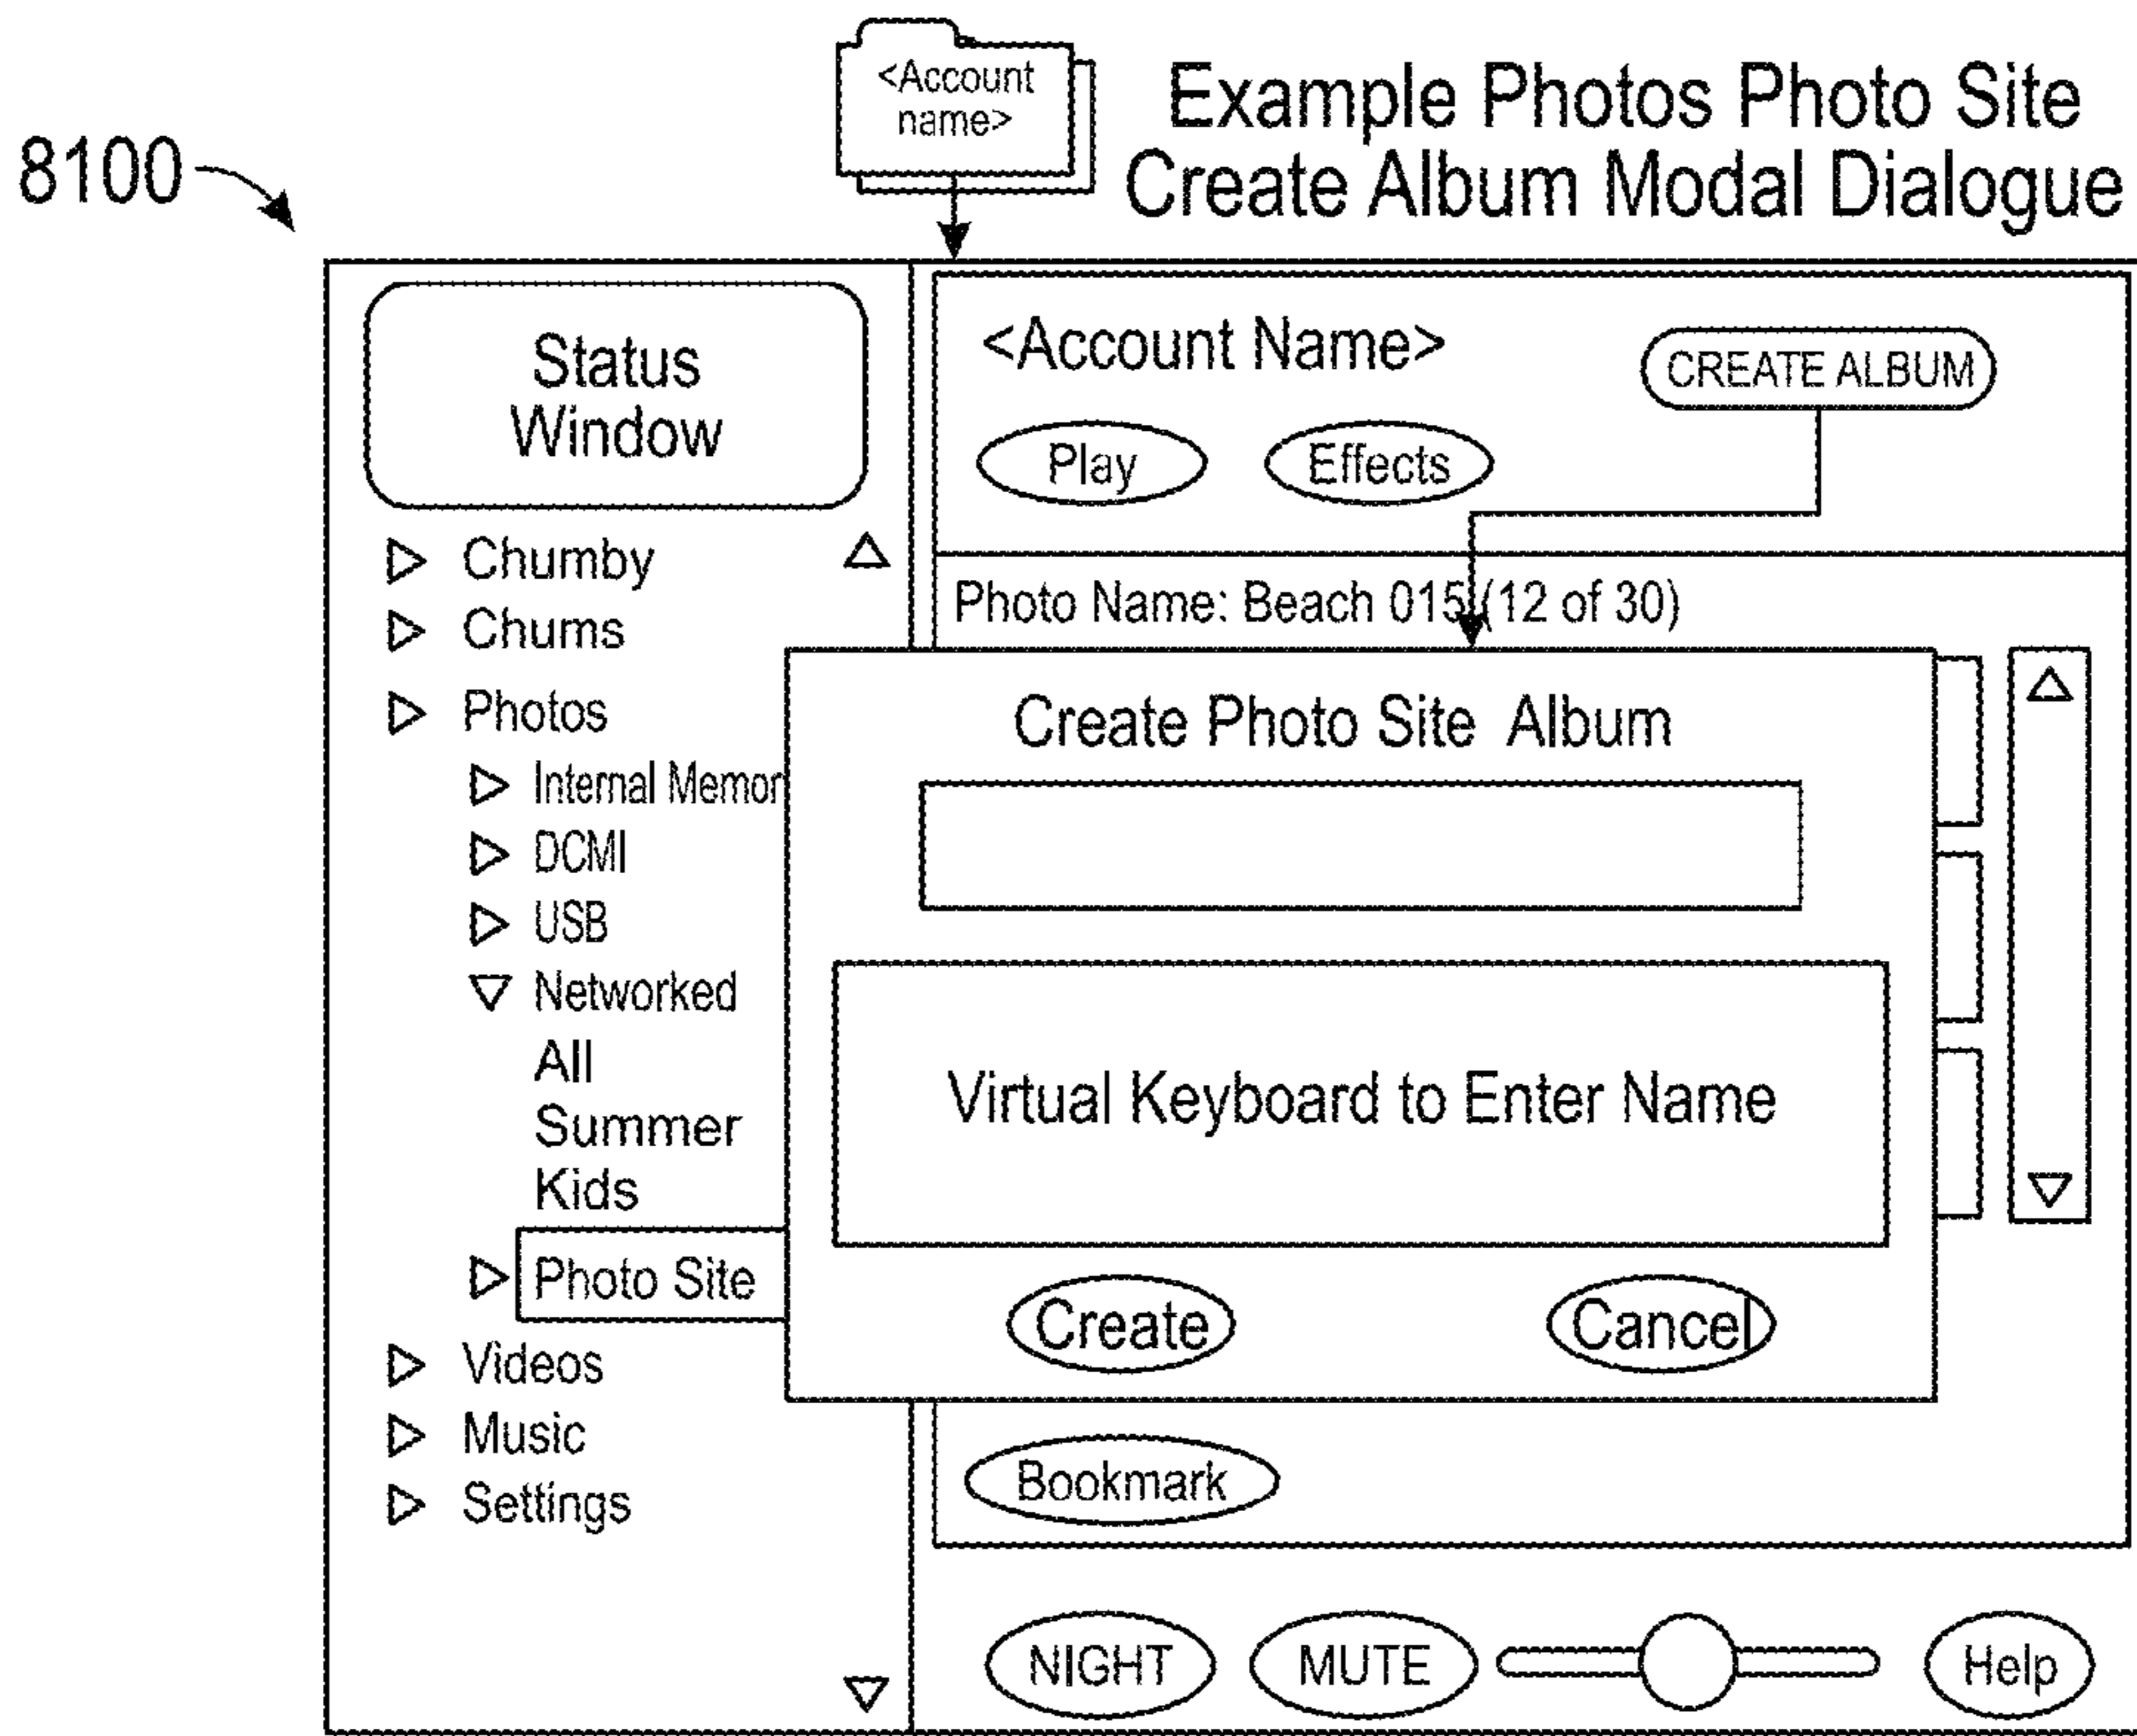 <Account
name>
Example Photos Photo Site
Create Album Modal Dialogue
8100
Status
Window
Chumby
Chums
Photos
Internal Memor
DCMI
USB
Networked
All
Summer
Kids
Photo Site
Videos
Music
Settings
<Account Name>
CREATE ALBUM
Play
Effects
Photo Name: Beach 015 (12 of 30)
Create Photo Site Album
Virtual Keyboard to Enter Name
Create
Cancel
Bookmark
NIGHT
MUTE
Help